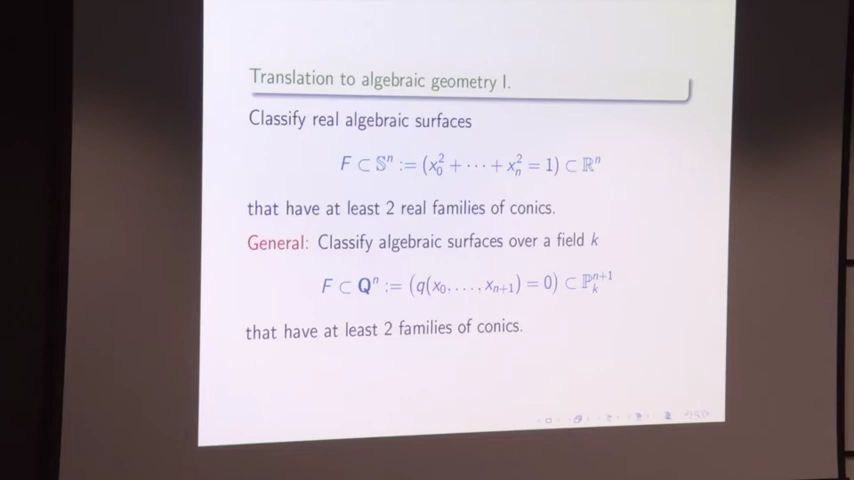 Translation to algebraic geometry I.
Classify real algebraic surfaces
F ⊂ 𝕊ⁿ := (x₀² + ⋯ + xₙ² = 1) ⊂ ℝⁿ
that have at least 2 real families of conics.
General: Classify algebraic surfaces over a field k
F ⊂ 𝐐ⁿ := (q(x₀, . . . , xₙ₊₁) = 0) ⊂ ℙₖⁿ⁺¹
that have at least 2 families of conics.